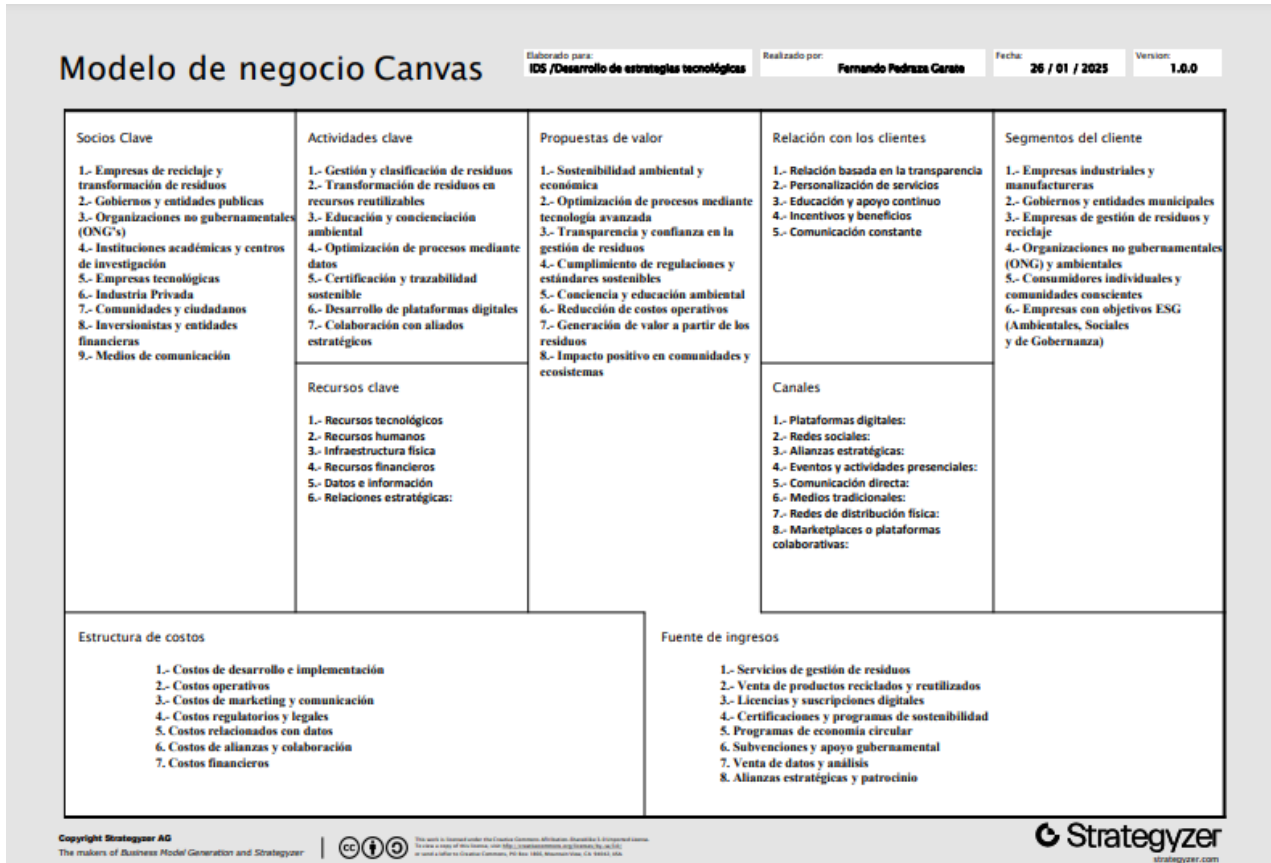 Modelo de negocio Canvas
Elaborado para:
IDS /Desarrollo de estrategias tecnológicas
Realizado por:
Fernando Pedraza Garate
Fecha:
26 / 01 / 2025
Version:
1.0.0
Socios Clave
1.- Empresas de reciclaje y
transformación de residuos
2.- Gobiernos y entidades publicas
3.- Organizaciones no gubernamentales
(ONG's)
4.- Instituciones académicas y centros
de investigación
5.- Empresas tecnológicas
6.- Industria Privada
7.- Comunidades y ciudadanos
8.- Inversionistas y entidades
financieras
9.- Medios de comunicación
Actividades clave
1.- Gestión y clasificación de residuos
2.- Transformación de residuos en
recursos reutilizables
3.- Educación y concienciación
ambiental
4.- Optimización de procesos mediante
datos
5.- Certificación y trazabilidad
sostenible
6.- Desarrollo de plataformas digitales
7.- Colaboración con aliados
estratégicos
Recursos clave
1.- Recursos tecnológicos
2.- Recursos humanos
3.- Infraestructura física
4.- Recursos financieros
5.- Datos e información
6.- Relaciones estratégicas:
Propuestas de valor
1.- Sostenibilidad ambiental y
económica
2.- Optimización de procesos mediante
tecnología avanzada
3.- Transparencia y confianza en la
gestión de residuos
4.- Cumplimiento de regulaciones y
estándares sostenibles
5.- Conciencia y educación ambiental
6.- Reducción de costos operativos
7.- Generación de valor a partir de los
residuos
8.- Impacto positivo en comunidades y
ecosistemas
Relación con los clientes
1.- Relación basada en la transparencia
2.- Personalización de servicios
3.- Educación y apoyo continuo
4.- Incentivos y beneficios
5.- Comunicación constante
Canales
1.- Plataformas digitales:
2.- Redes sociales:
3.- Alianzas estratégicas:
4.- Eventos y actividades presenciales:
5.- Comunicación directa:
6.- Medios tradicionales:
7.- Redes de distribución física:
8.- Marketplaces o plataformas
colaborativas:
Segmentos del cliente
1.- Empresas industriales y
manufactureras
2.- Gobiernos y entidades municipales
3.- Empresas de gestión de residuos y
reciclaje
4.- Organizaciones no gubernamentales
(ONG) y ambientales
5.- Consumidores individuales y
comunidades conscientes
6.- Empresas con objetivos ESG
(Ambientales, Sociales
y de Gobernanza)
Estructura de costos
1.- Costos de desarrollo e implementación
2.- Costos operativos
3.- Costos de marketing y comunicación
4.- Costos regulatorios y legales
5. Costos relacionados con datos
6. Costos de alianzas y colaboración
7. Costos financieros
Fuente de ingresos
1.- Servicios de gestión de residuos
2.- Venta de productos reciclados y reutilizados
3.- Licencias y suscripciones digitales
4.- Certificaciones y programas de sostenibilidad
5. Programas de economía circular
6. Subvenciones y apoyo gubernamental
7. Venta de datos y análisis
8. Alianzas estratégicas y patrocinio
Copyright Strategyzer AG
The makers of Business Model Generation and Strategyzer
cc
Strategyzer
strategyzer.com